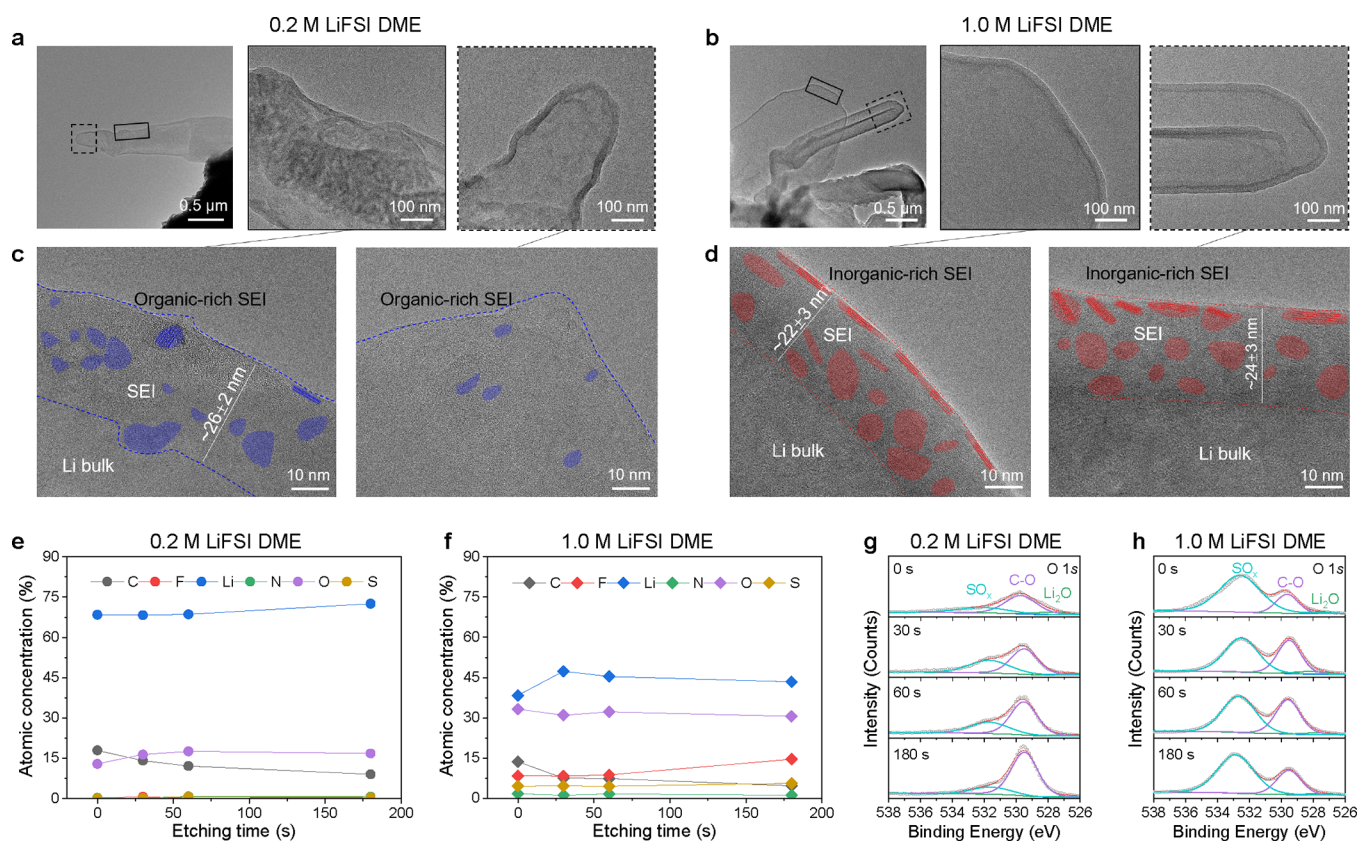 0.2 M LiFSI DME
1.0 M LiFSI DME
a
b
0.5 µm
100 nm
100 nm
0.5 µm
100 nm
100 nm
c
d
Organic-rich SEI
SEI
~26±2 nm
Li bulk
10 nm
Organic-rich SEI
10 nm
Inorganic-rich SEI
~22±3 nm
SEI
Li bulk
10 nm
Inorganic-rich SEI
SEI
~24±3 nm
Li bulk
10 nm
e
0.2 M LiFSI DME
C F Li N O S
90
75
60
45
30
15
0
Atomic concentration (%)
0 50 100 150 200
Etching time (s)
f
1.0 M LiFSI DME
C F Li N O S
90
75
60
45
30
15
0
Atomic concentration (%)
0 50 100 150 200
Etching time (s)
g
0.2 M LiFSI DME
0 s
O 1s
SOₓ
C-O
Li₂O
30 s
60 s
180 s
Intensity (Counts)
538 536 534 532 530 528 526
Binding Energy (eV)
h
1.0 M LiFSI DME
0 s
O 1s
SOₓ
C-O
Li₂O
30 s
60 s
180 s
Intensity (Counts)
538 536 534 532 530 528 526
Binding Energy (eV)